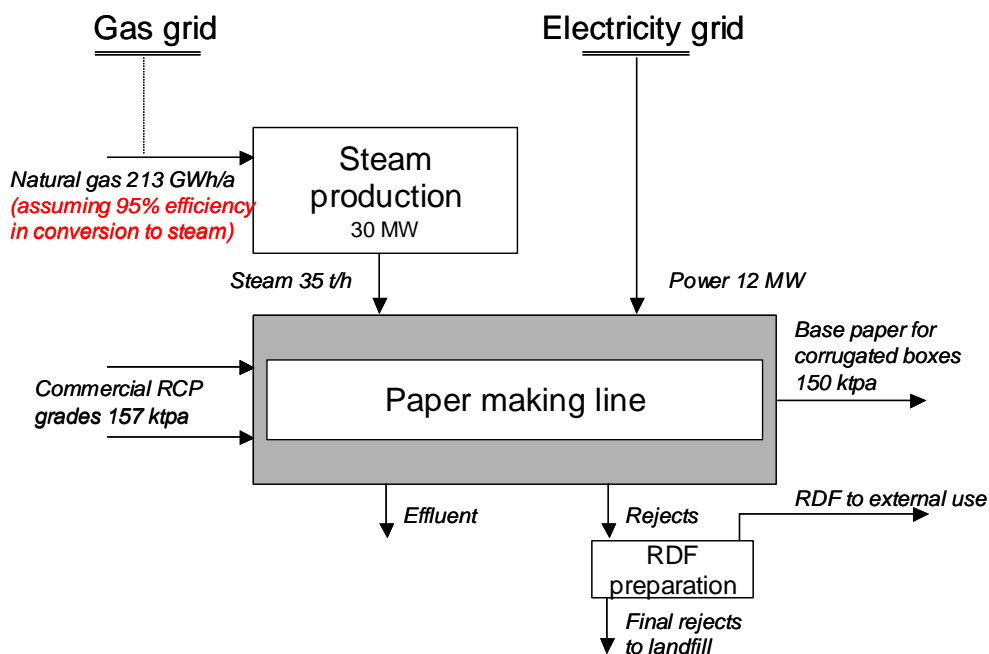 Gas grid
Electricity grid
Steam
production
30 MW
Natural gas 213 GWh/a
(assuming 95% efficiency
in conversion to steam)
Steam 35 t/h
Power 12 MW
Base paper for
corrugated boxes
150 ktpa
Commercial RCP
grades 157 ktpa
Paper making line
Effluent
Rejects
RDF to external use
RDF
preparation
Final rejects
to landfill